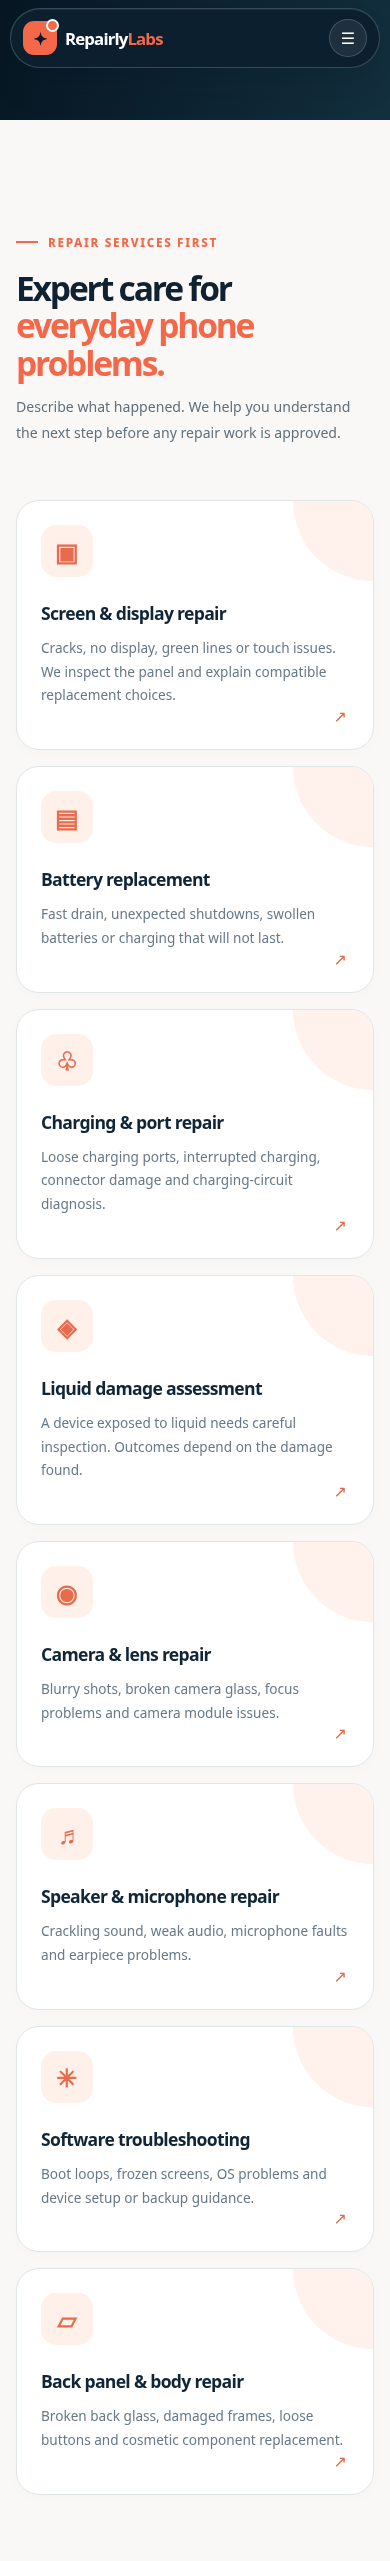 RepairlyLabs
REPAIR SERVICES FIRST
Expert care for
everyday phone
problems.
Describe what happened. We help you understand
the next step before any repair work is approved.
Screen & display repair
Cracks, no display, green lines or touch issues.
We inspect the panel and explain compatible
replacement choices.
Battery replacement
Fast drain, unexpected shutdowns, swollen
batteries or charging that will not last.
Charging & port repair
Loose charging ports, interrupted charging,
connector damage and charging-circuit
diagnosis.
Liquid damage assessment
A device exposed to liquid needs careful
inspection. Outcomes depend on the damage
found.
Camera & lens repair
Blurry shots, broken camera glass, focus
problems and camera module issues.
Speaker & microphone repair
Crackling sound, weak audio, microphone faults
and earpiece problems.
Software troubleshooting
Boot loops, frozen screens, OS problems and
device setup or backup guidance.
Back panel & body repair
Broken back glass, damaged frames, loose
buttons and cosmetic component replacement.